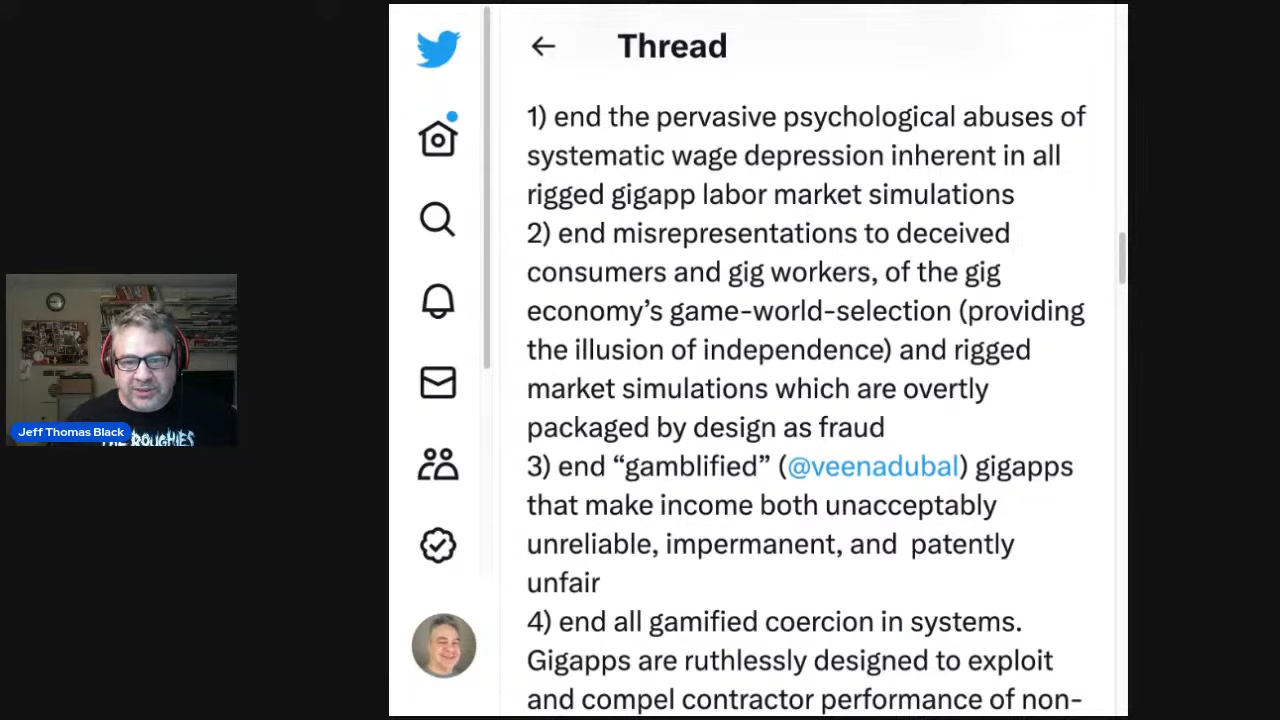 Thread
1) end the pervasive psychological abuses of
systematic wage depression inherent in all
rigged gigapp labor market simulations
2) end misrepresentations to deceived
consumers and gig workers, of the gig
economy’s game-world-selection (providing
the illusion of independence) and rigged
market simulations which are overtly
packaged by design as fraud
3) end “gamblified” (@veenadubal) gigapps
that make income both unacceptably
unreliable, impermanent, and patently
unfair
4) end all gamified coercion in systems.
Gigapps are ruthlessly designed to exploit
and compel contractor performance of non-
Jeff Thomas Black
THE ROUGHIES